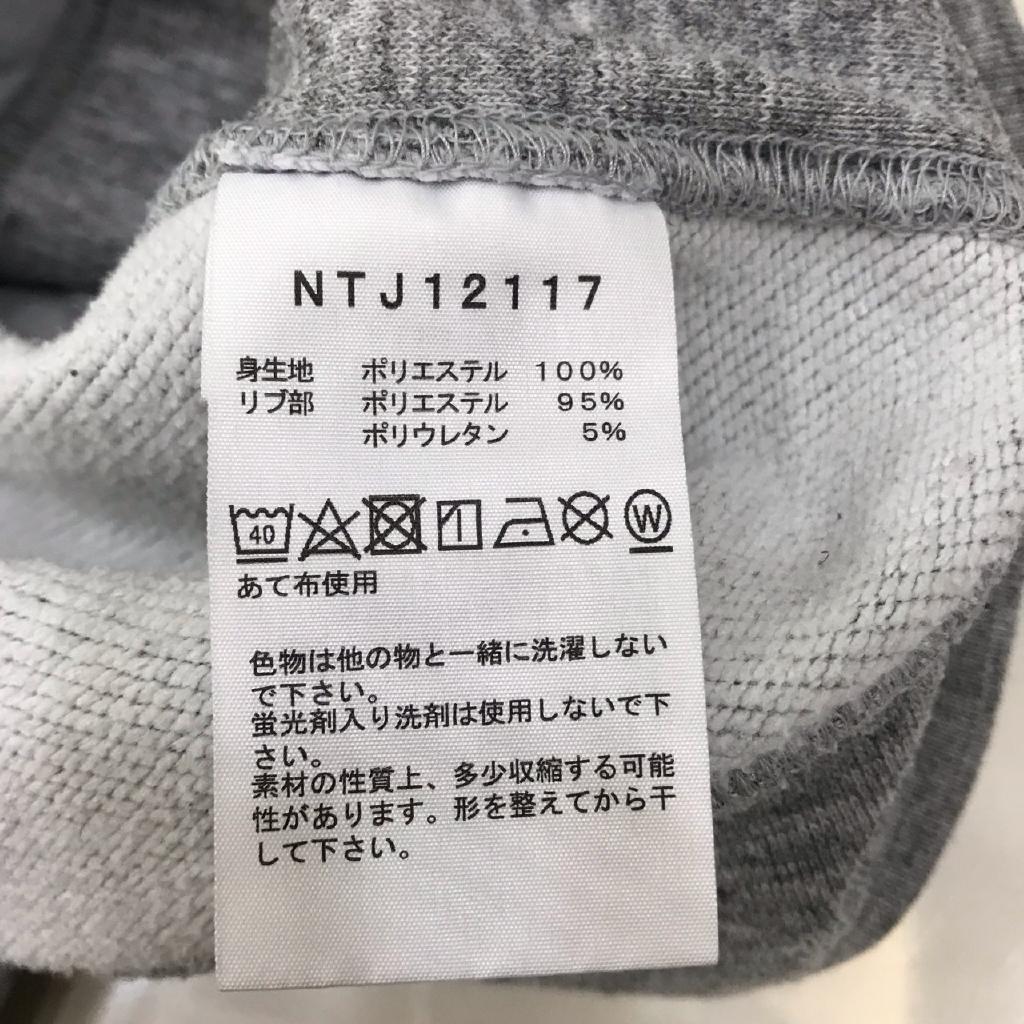 NTJ12117
身生地 ポリエステル 100%
リブ部 ポリエステル 95%
ポリウレタン 5%
40 W
あて布使用
色物は他の物と一緒に洗濯しない
で下さい。
蛍光剤入り洗剤は使用しないで下
さい。
素材の性質上、多少収縮する可能
性があります。形を整えてから干
して下さい。